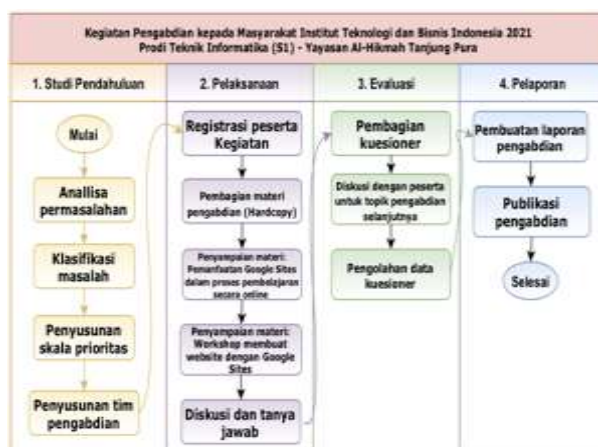 Kegiatan Pengabdian kepada Masyarakat Institut Teknologi dan Bisnis Indonesia 2021
Prodi Teknik Informatika (S1) - Yayasan Al-Hikmah Tanjung Pura
1. Studi Pendahuluan
Mulai
Anallisa
permasalahan
Klasifikasi
masalah
Penyusunan
skala prioritas
Penyusunan tim
pengabdian
2. Pelaksanaan
Registrasi peserta
Kegiatan
Pembagian materi
pengabdian (Hardcopy)
Penyampaian materi:
Pemanfaatan Google Sites
dalam proses pembelajaran
secara online
Penyampaian materi:
Workshop membuat
website dengan Google
Sites
Diskusi dan tanya
jawab
3. Evaluasi
Pembagian
kuesioner
Diskusi dengan peserta
untuk topik pengabdian
selanjutnya
Pengolahan data
kuesioner
4. Pelaporan
Pembuatan laporan
pengabdian
Publikasi
pengabdian
Selesai